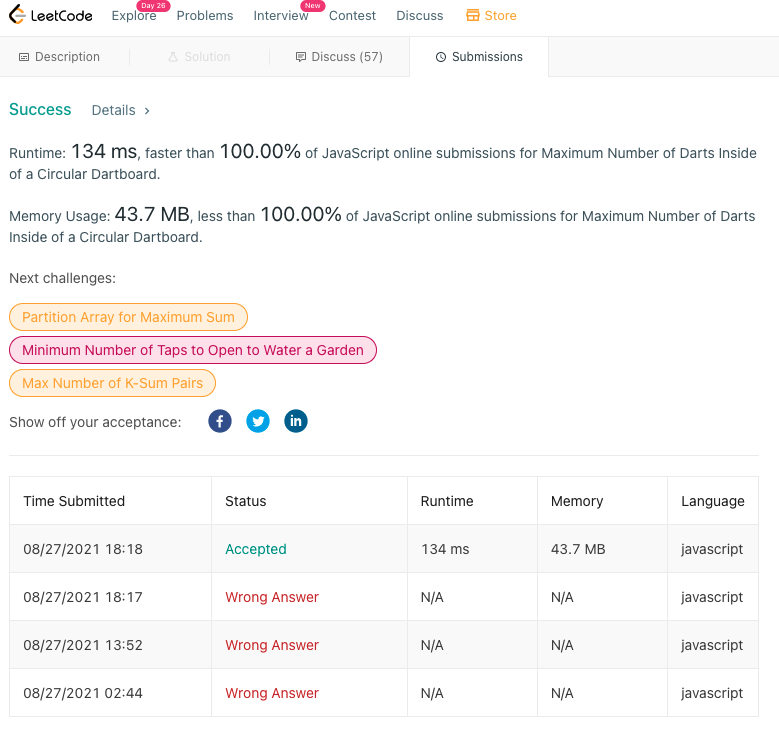 Day 26 New
LeetCode Explore Problems Interview Contest Discuss Store
Description Solution Discuss (57) Submissions
Success Details ›
Runtime: 134 ms, faster than 100.00% of JavaScript online submissions for Maximum Number of Darts Inside
of a Circular Dartboard.
Memory Usage: 43.7 MB, less than 100.00% of JavaScript online submissions for Maximum Number of Darts
Inside of a Circular Dartboard.
Next challenges:
Partition Array for Maximum Sum
Minimum Number of Taps to Open to Water a Garden
Max Number of K-Sum Pairs
Show off your acceptance: f in
Time Submitted Status Runtime Memory Language
08/27/2021 18:18 Accepted 134 ms 43.7 MB javascript
08/27/2021 18:17 Wrong Answer N/A N/A javascript
08/27/2021 13:52 Wrong Answer N/A N/A javascript
08/27/2021 02:44 Wrong Answer N/A N/A javascript